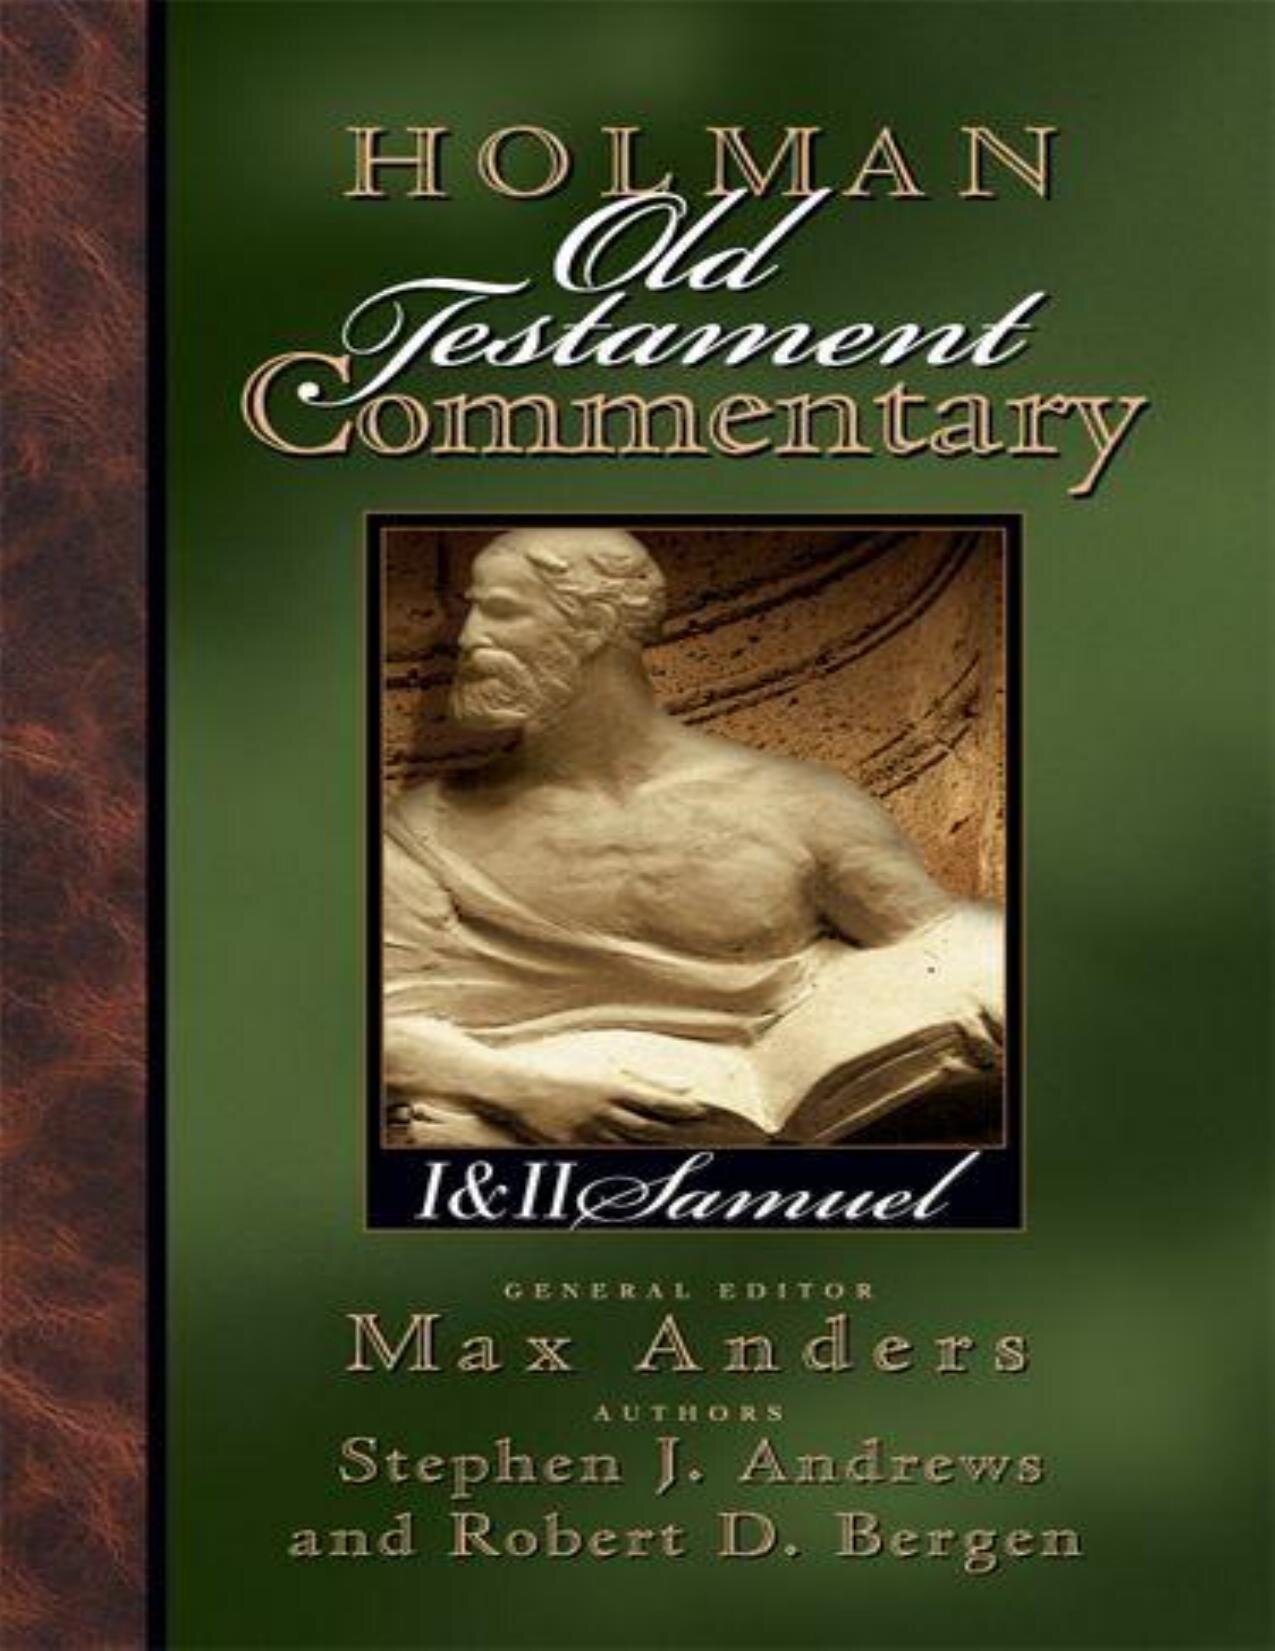 HOLMAN
Old
Testament
Commentary
I&II Samuel
GENERAL EDITOR
Max Anders
AUTHORS
Stephen J. Andrews
and Robert D. Bergen